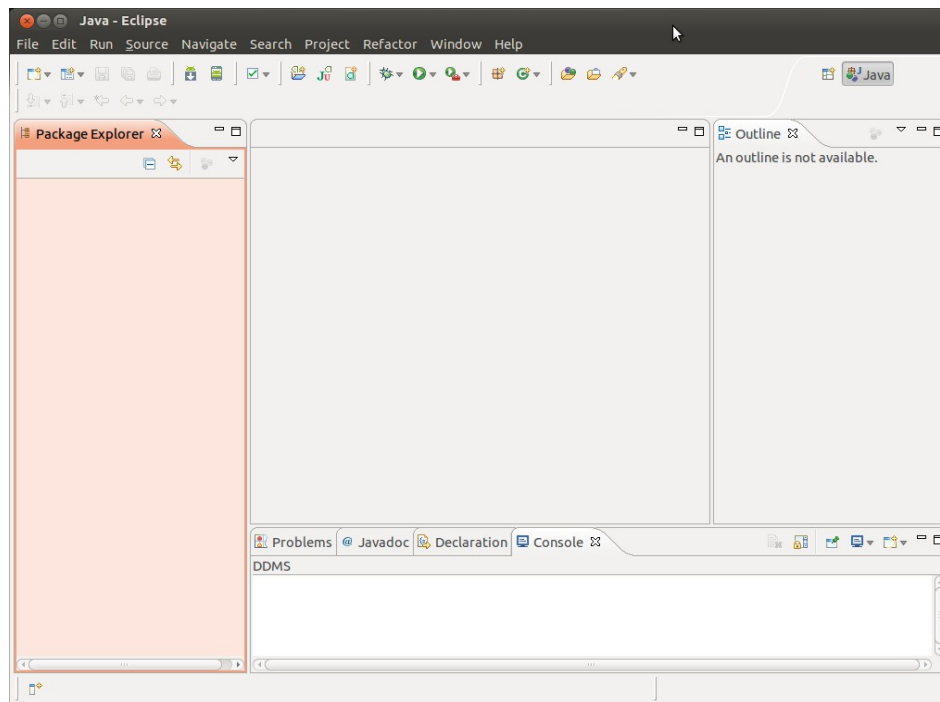 Java - Eclipse
File Edit Run Source Navigate Search Project Refactor Window Help
Java
Package Explorer
Outline
An outline is not available.
Problems @ Javadoc Declaration Console
DDMS